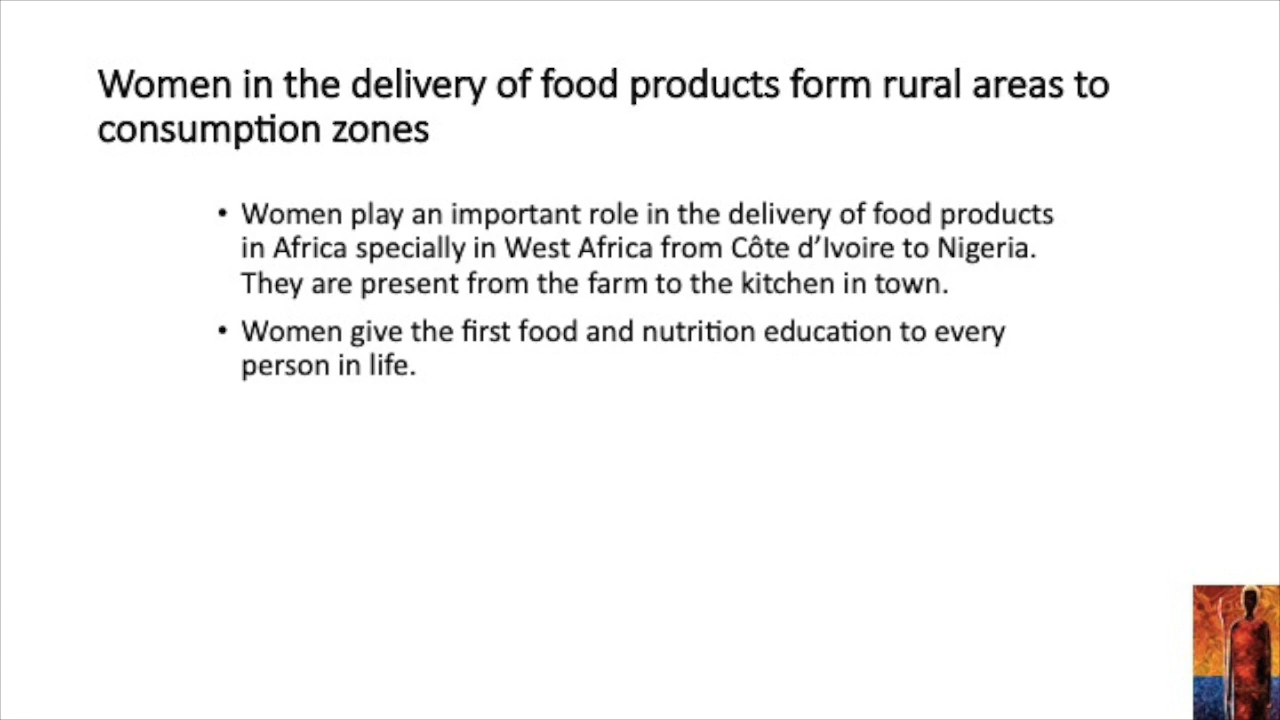 Women in the delivery of food products form rural areas to
consumption zones
• Women play an important role in the delivery of food products
in Africa specially in West Africa from Côte d’Ivoire to Nigeria.
They are present from the farm to the kitchen in town.
• Women give the first food and nutrition education to every
person in life.